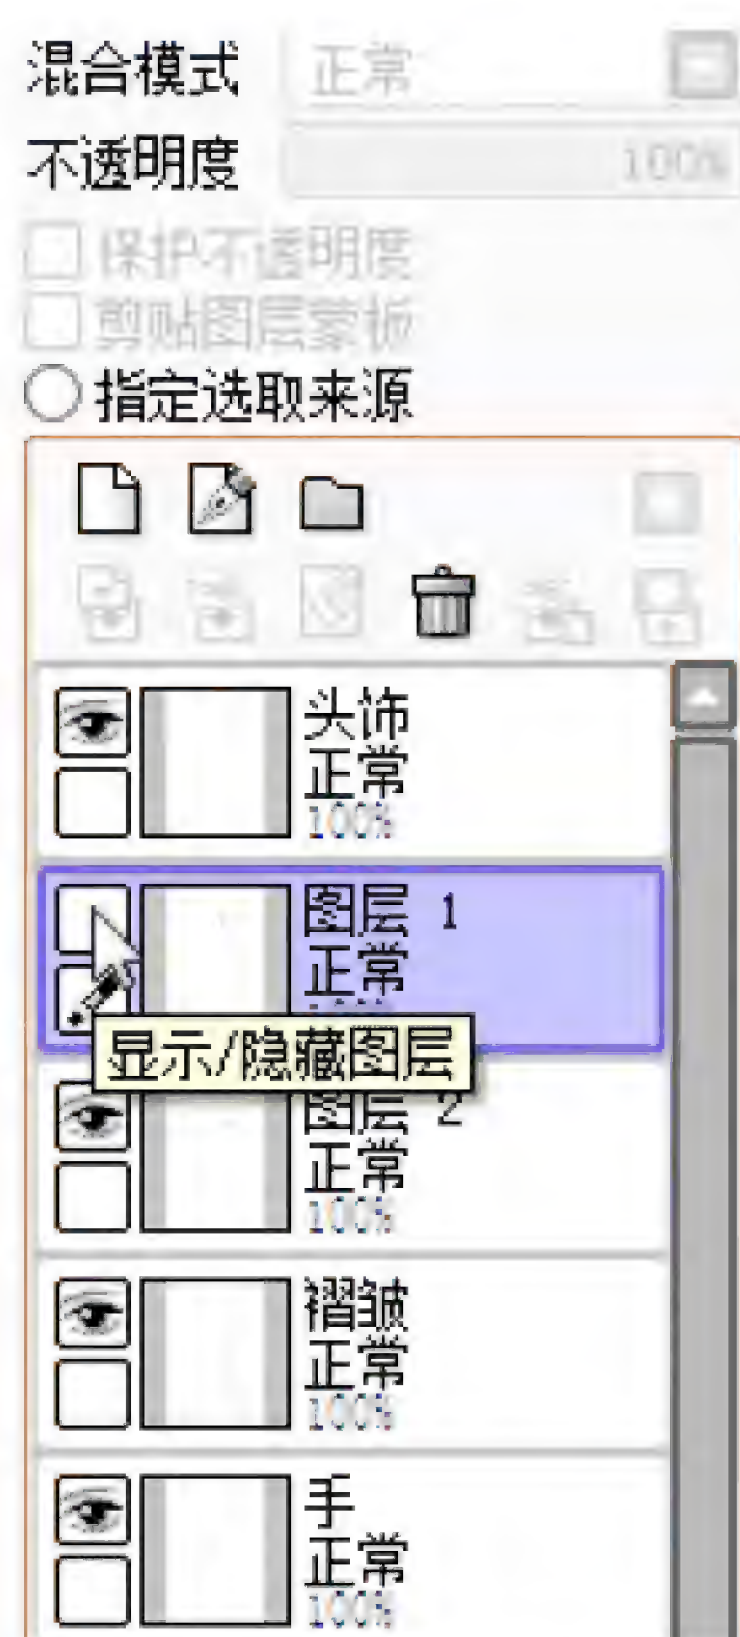 混合模式 正常
不透明度 100%
保护不透明度
剪贴图层蒙板
指定选取来源
头饰
正常
100%
图层 1
正常
显示/隐藏图层
图层 2
正常
100%
褶皱
正常
100%
手
正常
100%